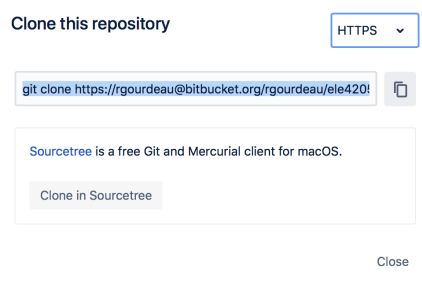 Clone this repository
HTTPS
git clone https://rgourdeau@bitbucket.org/rgourdeau/ele420
Sourcetree is a free Git and Mercurial client for macOS.
Clone in Sourcetree
Close